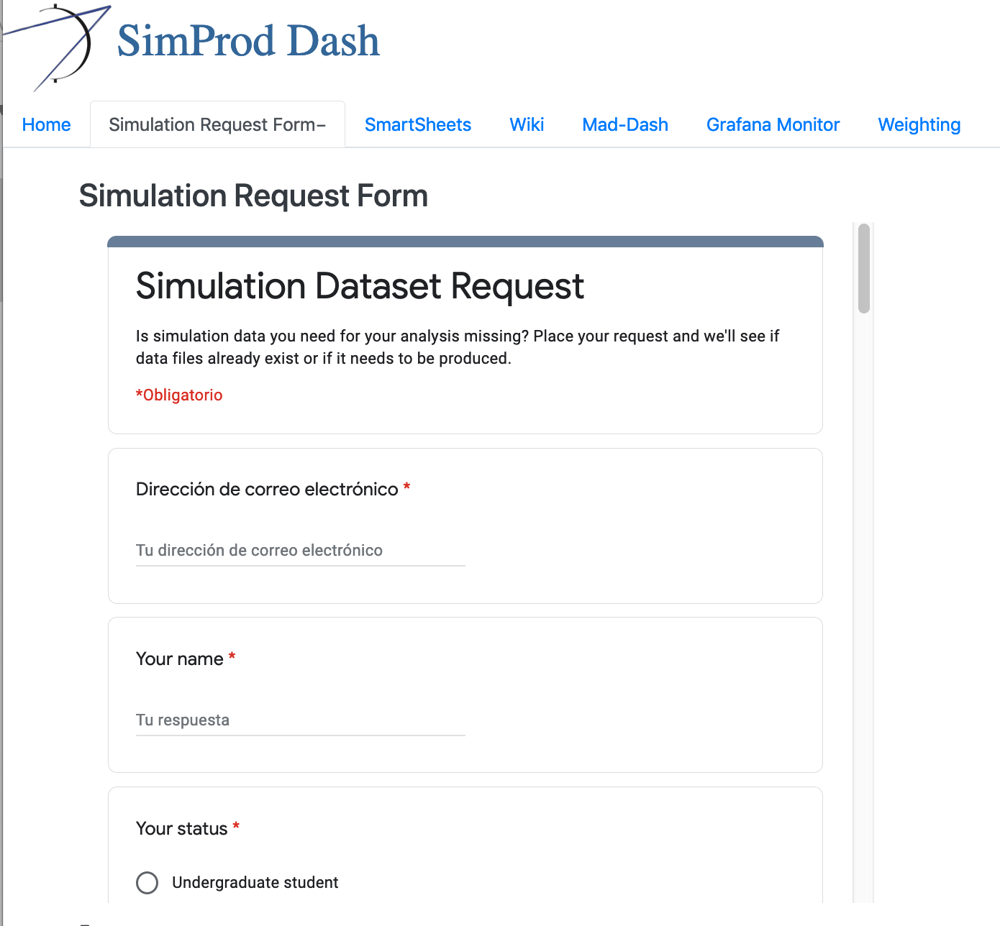 SimProd Dash
Home Simulation Request Form– SmartSheets Wiki Mad-Dash Grafana Monitor Weighting
Simulation Request Form
Simulation Dataset Request
Is simulation data you need for your analysis missing? Place your request and we'll see if
data files already exist or if it needs to be produced.
*Obligatorio
Dirección de correo electrónico *
Tu dirección de correo electrónico
Your name *
Tu respuesta
Your status *
Undergraduate student